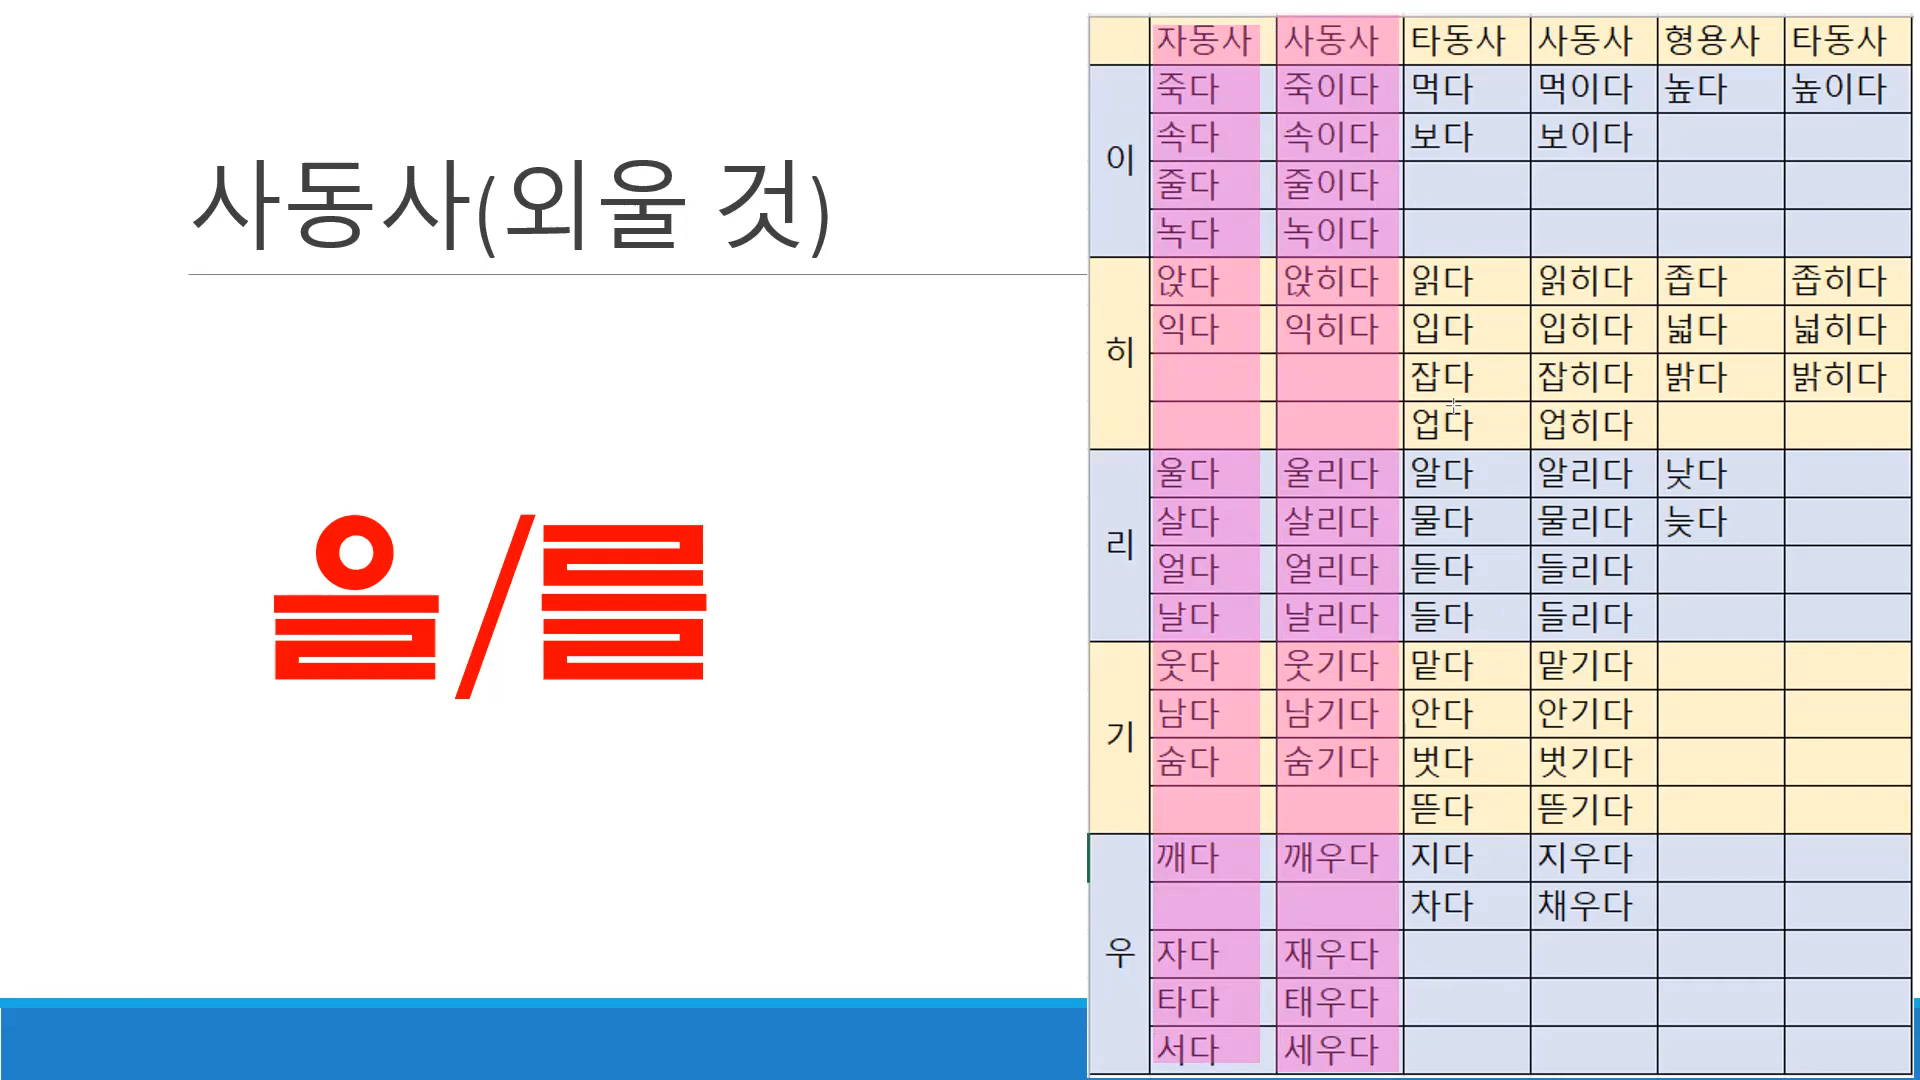 사동사(외울 것)
을/를
자동사 사동사 타동사 사동사 형용사 타동사
이
죽다 죽이다 먹다 먹이다 높다 높이다
속다 속이다 보다 보이다
줄다 줄이다
녹다 녹이다
히
앉다 앉히다 읽다 읽히다 좁다 좁히다
익다 익히다 입다 입히다 넓다 넓히다
잡다 잡히다 밝다 밝히다
업다 업히다
리
울다 울리다 알다 알리다 낮다
살다 살리다 물다 물리다 늦다
얼다 얼리다 듣다 들리다
날다 날리다 들다 들리다
기
웃다 웃기다 맡다 맡기다
남다 남기다 안다 안기다
숨다 숨기다 벗다 벗기다
뜯다 뜯기다
우
깨다 깨우다 지다 지우다
차다 채우다
자다 재우다
타다 태우다
서다 세우다